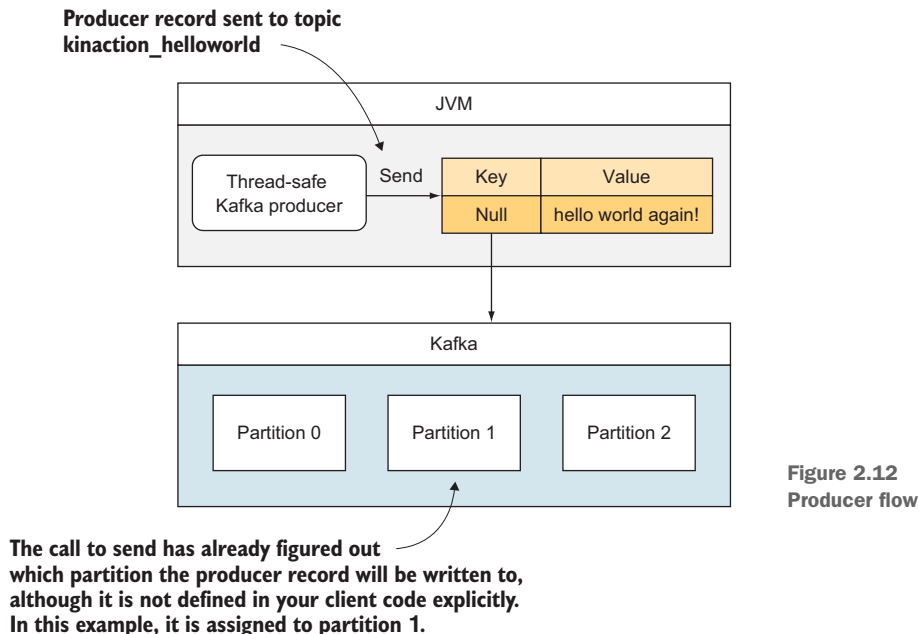 Producer record sent to topic
kinaction_helloworld
JVM
Thread-safe
Kafka producer
Send
Key
Value
Null
hello world again!
Kafka
Partition 0
Partition 1
Partition 2
Figure 2.12
Producer flow
The call to send has already figured out
which partition the producer record will be written to,
although it is not defined in your client code explicitly.
In this example, it is assigned to partition 1.